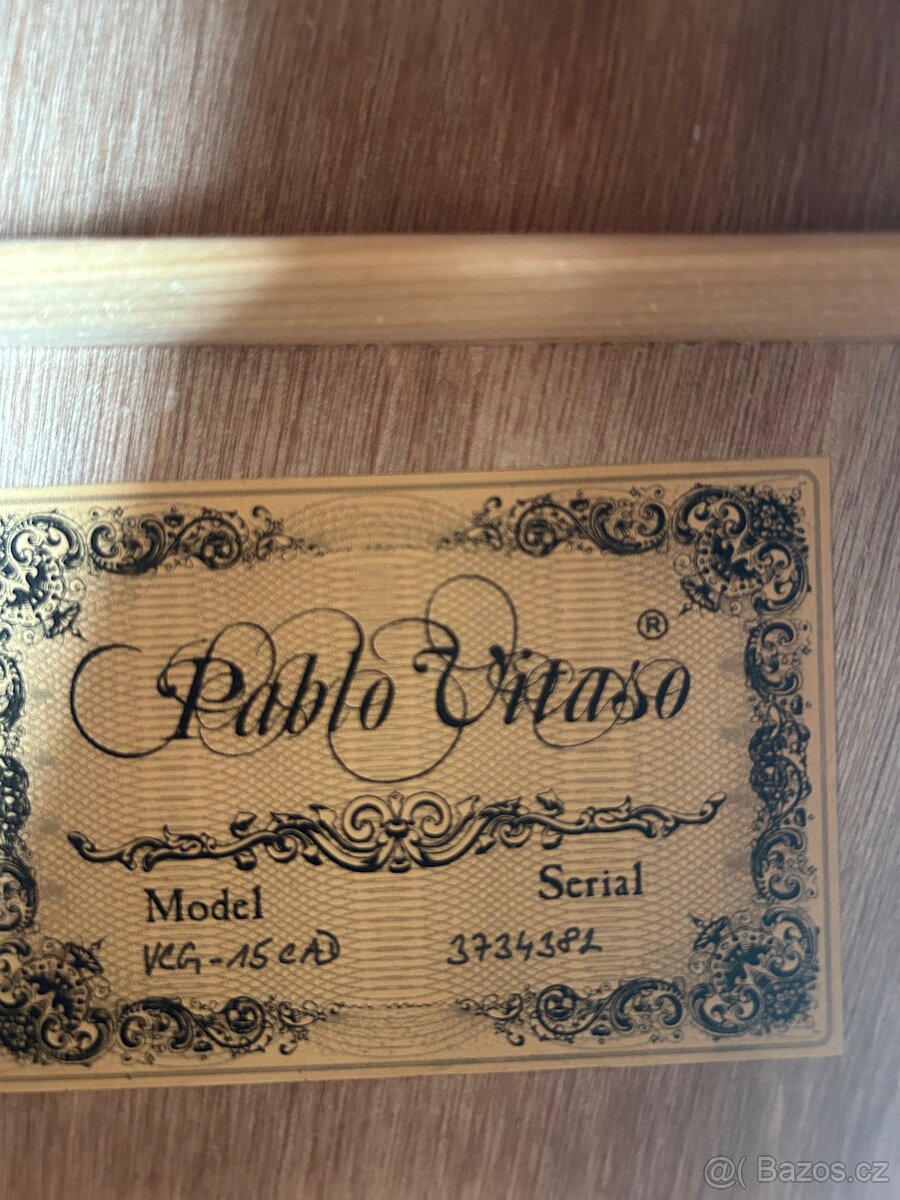 Pablo Vitaso ®
Model Serial
VCG-15CAD 3734382
@( Bazos.cz